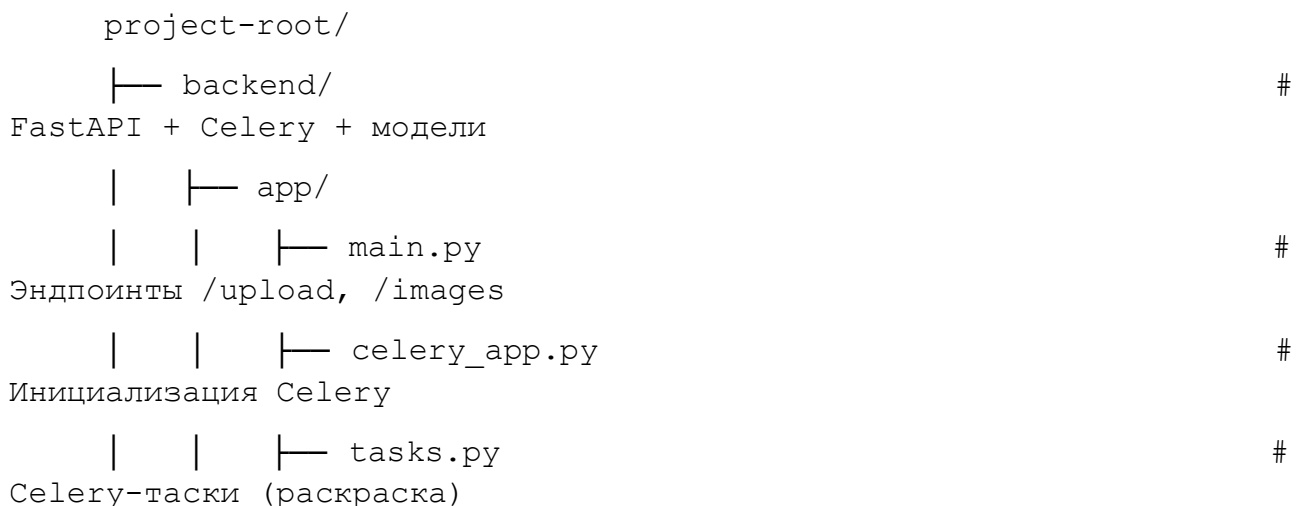 project-root/
├── backend/ #
FastAPI + Celery + модели
│ ├── app/
│ │ ├── main.py #
Эндпоинты /upload, /images
│ │ ├── celery_app.py #
Инициализация Celery
│ │ ├── tasks.py #
Celery-таски (раскраска)